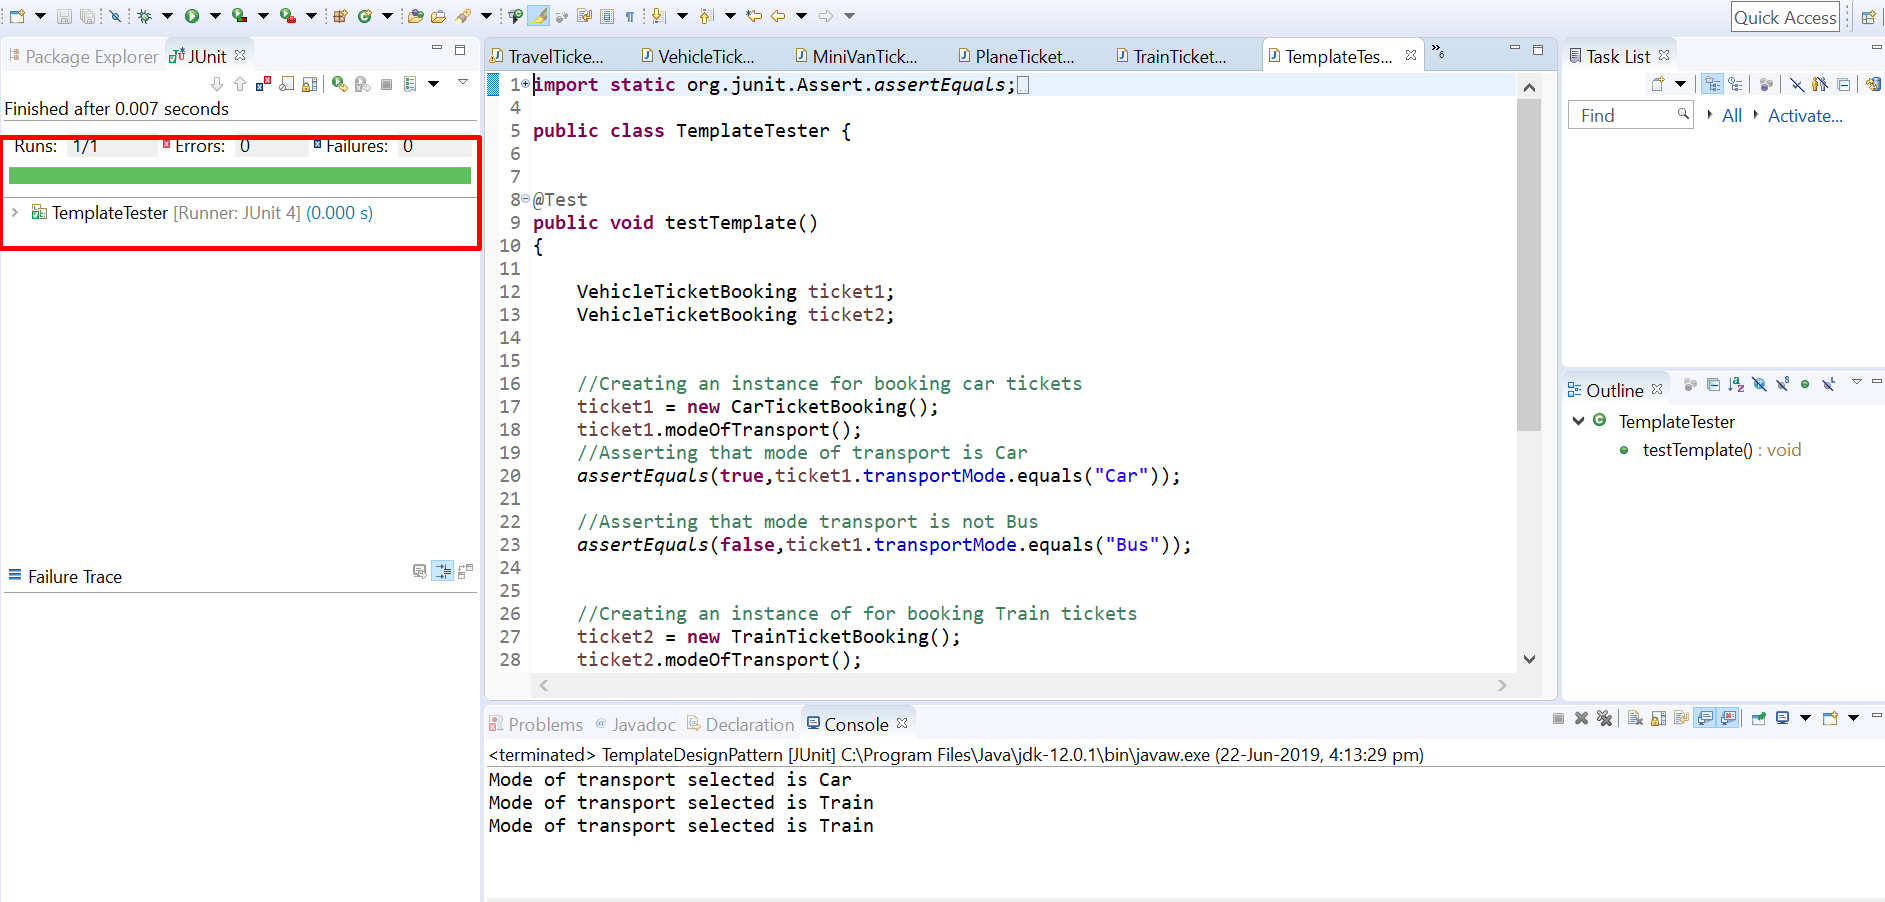 Quick Access
Package Explorer
JUnit
Finished after 0.007 seconds
Runs: 1/1 Errors: 0 Failures: 0
TemplateTester [Runner: JUnit 4] (0.000 s)
Failure Trace
TravelTicke... VehicleTick... MiniVanTick... PlaneTicket... TrainTicket... TemplateTes... »6
1 import static org.junit.Assert.assertEquals;
4
5 public class TemplateTester {
6
7
8 @Test
9 public void testTemplate()
10 {
11
12 VehicleTicketBooking ticket1;
13 VehicleTicketBooking ticket2;
14
15
16 //Creating an instance for booking car tickets
17 ticket1 = new CarTicketBooking();
18 ticket1.modeOfTransport();
19 //Asserting that mode of transport is Car
20 assertEquals(true,ticket1.transportMode.equals("Car"));
21
22 //Asserting that mode transport is not Bus
23 assertEquals(false,ticket1.transportMode.equals("Bus"));
24
25
26 //Creating an instance of for booking Train tickets
27 ticket2 = new TrainTicketBooking();
28 ticket2.modeOfTransport();
Task List
Find All Activate...
Outline
TemplateTester
testTemplate() : void
Problems @ Javadoc Declaration Console
<terminated> TemplateDesignPattern [JUnit] C:\Program Files\Java\jdk-12.0.1\bin\javaw.exe (22-Jun-2019, 4:13:29 pm)
Mode of transport selected is Car
Mode of transport selected is Train
Mode of transport selected is Train